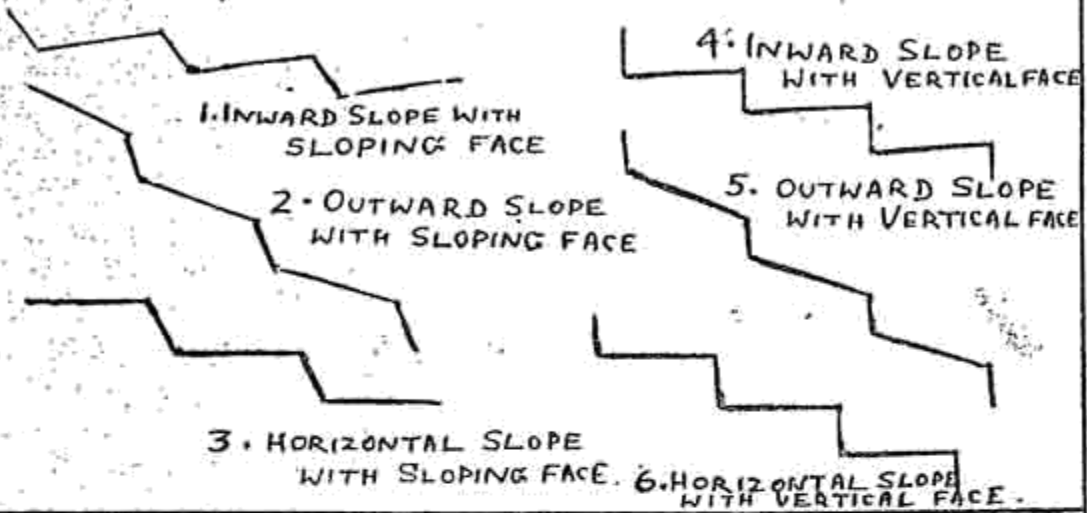 1. INWARD SLOPE WITH
SLOPING FACE
2. OUTWARD SLOPE
WITH SLOPING FACE
3. HORIZONTAL SLOPE
WITH SLOPING FACE.
4. INWARD SLOPE
WITH VERTICAL FACE
5. OUTWARD SLOPE
WITH VERTICAL FACE
6. HORIZONTAL SLOPE
WITH VERTICAL FACE.